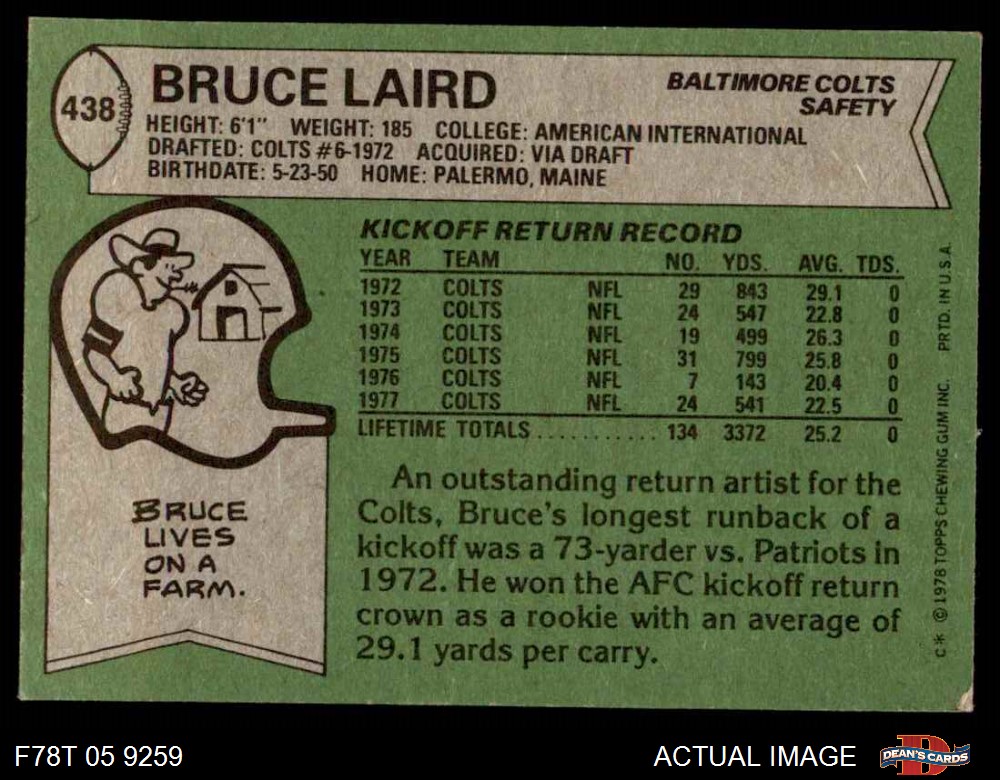 438
BRUCE LAIRD
BALTIMORE COLTS
SAFETY
HEIGHT: 6'1" WEIGHT: 185 COLLEGE: AMERICAN INTERNATIONAL
DRAFTED: COLTS #6-1972 ACQUIRED: VIA DRAFT
BIRTHDATE: 5-23-50 HOME: PALERMO, MAINE
KICKOFF RETURN RECORD
YEAR TEAM NO. YDS. AVG. TDS.
1972 COLTS NFL 29 843 29.1 0
1973 COLTS NFL 24 547 22.8 0
1974 COLTS NFL 19 499 26.3 0
1975 COLTS NFL 31 799 25.8 0
1976 COLTS NFL 7 143 20.4 0
1977 COLTS NFL 24 541 22.5 0
LIFETIME TOTALS........... 134 3372 25.2 0
An outstanding return artist for the
Colts, Bruce's longest runback of a
kickoff was a 73-yarder vs. Patriots in
1972. He won the AFC kickoff return
crown as a rookie with an average of
29.1 yards per carry.
BRUCE
LIVES
ON A
FARM.
C* © 1978 TOPPS CHEWING GUM INC. PRTD. IN U.S.A.
F78T 05 9259
ACTUAL IMAGE
D
DEAN'S CARDS